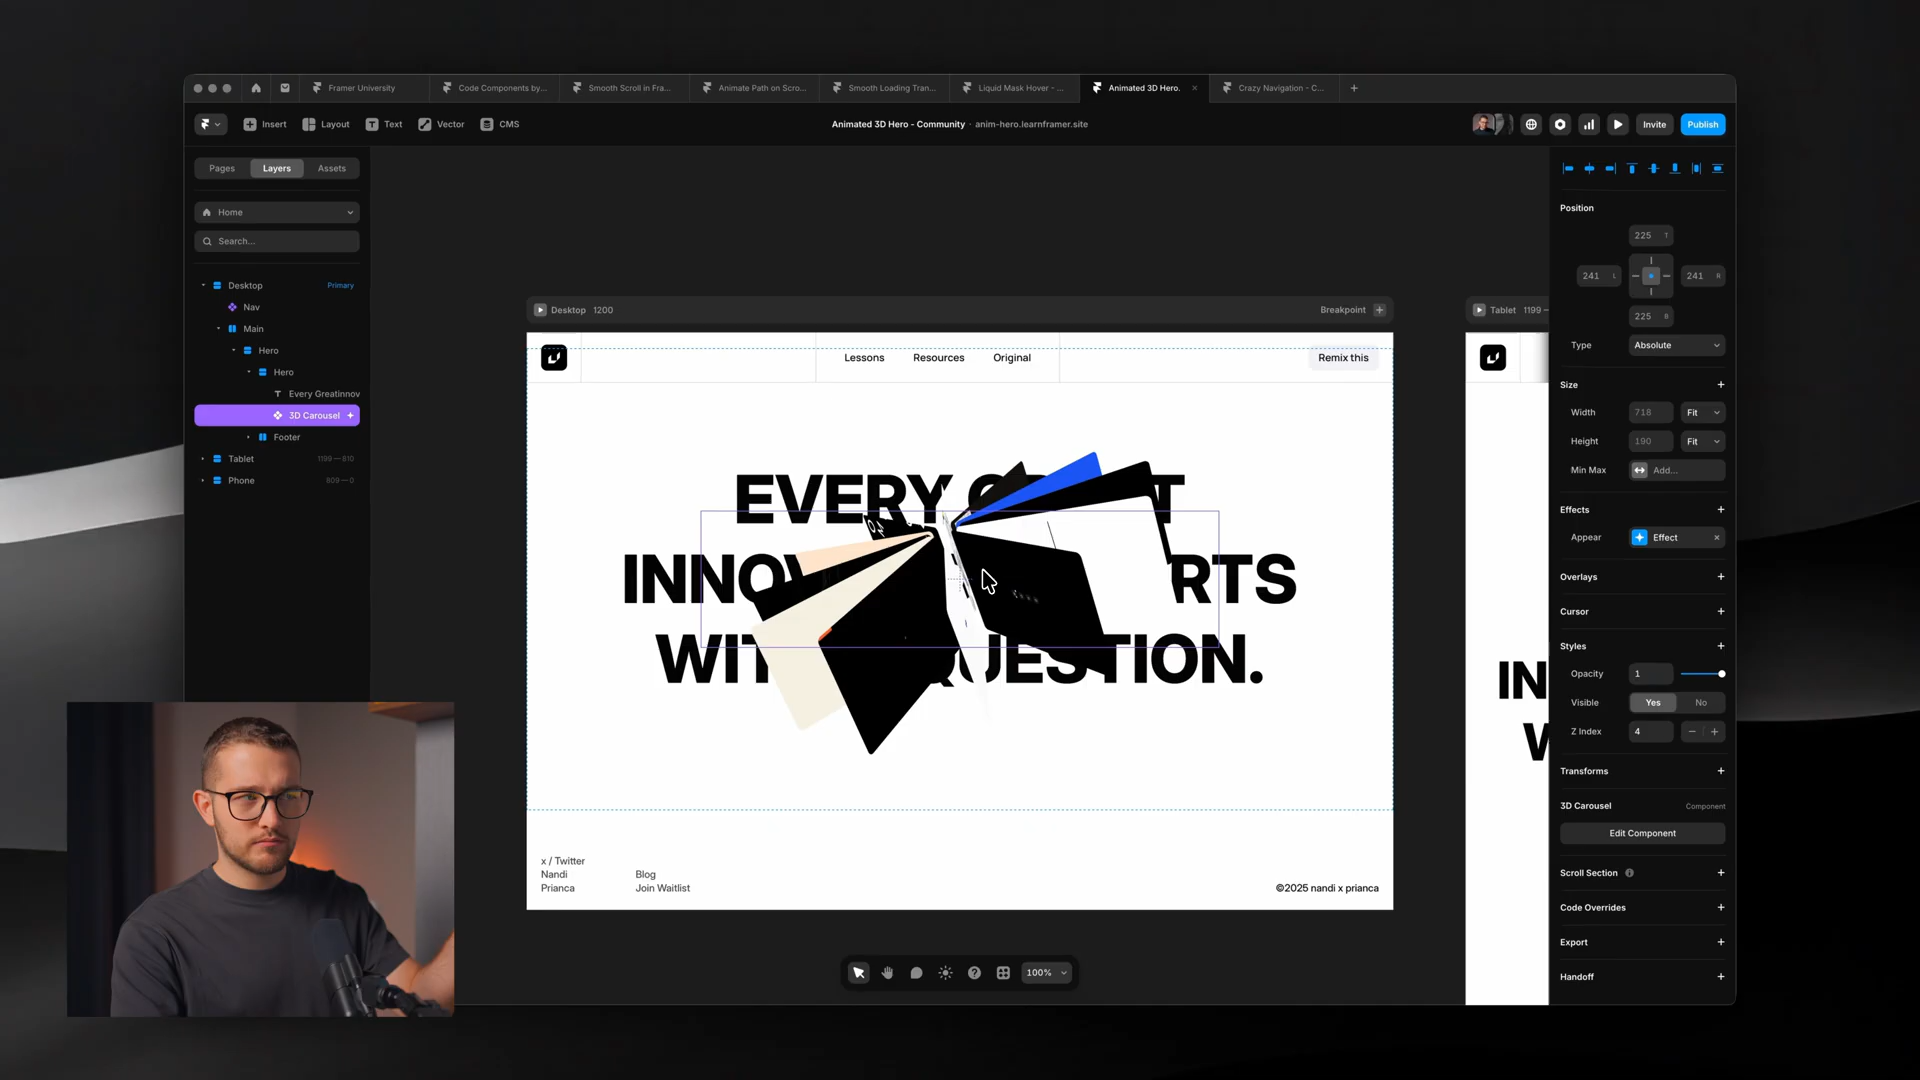 Framer University
Code Components by...
Smooth Scroll in Fra...
Animate Path on Scro...
Smooth Loading Tran...
Liquid Mask Hover - ...
Animated 3D Hero.
Crazy Navigation - C...
Insert
Layout
Text
Vector
CMS
Animated 3D Hero - Community · anim-hero.learnframer.site
Invite
Publish
Pages
Layers
Assets
Home
Search...
Desktop
Primary
Nav
Main
Hero
Hero
Every Greatinnov
3D Carousel
Footer
Tablet
1199—810
Phone
809—0
Desktop 1200
Breakpoint
Tablet 1199 –
Lessons
Resources
Original
Remix this
EVERY
INNO
RTS
WIT
QUESTION.
x / Twitter
Nandi
Prianca
Blog
Join Waitlist
©2025 nandi x prianca
IN
W
100%
Position
225 T
241 L
241 R
225 B
Type
Absolute
Size
Width
718
Fit
Height
190
Fit
Min Max
Add...
Effects
Appear
Effect
Overlays
Cursor
Styles
Opacity
1
Visible
Yes
No
Z Index
4
Transforms
3D Carousel
Component
Edit Component
Scroll Section
Code Overrides
Export
Handoff